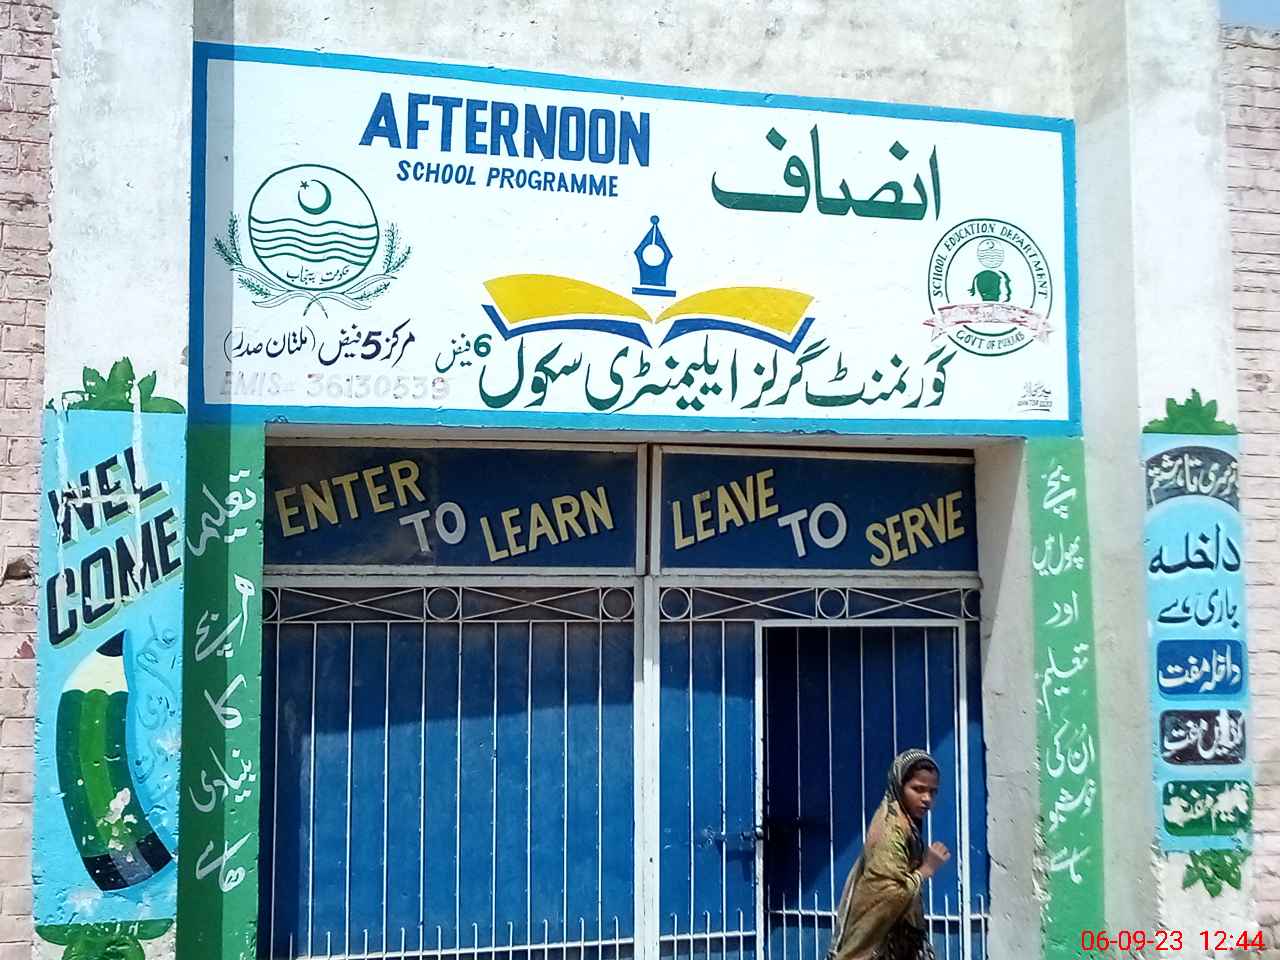 AFTERNOON
SCHOOL PROGRAMME
انصاف
حکومت پنجاب
SCHOOL EDUCATION DEPARTMENT
GOVT OF PUNJAB
مرکز 5 فیض (ملتان صدر)
EMIS# 36130539
گورنمنٹ گرلز ایلیمنٹری سکول 6 فیض
ENTER TO LEARN
LEAVE TO SERVE
WEL
COME
تعلیم
ہر بچے
کا
بنیادی
حق ہے
بچے
پھول ہیں
اور
تعلیم
اُن کی
خوشبو
ہے
نرسری تا ہشتم
داخلہ
جاری ہے
داخلہ مفت
کتابیں مفت
تعلیم مفت
06-09-23 12:44